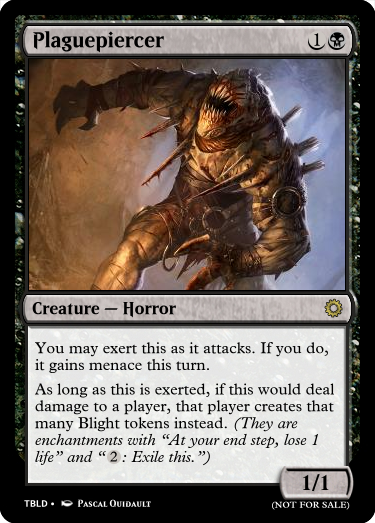 Plaguepiercer 1
Creature — Horror
You may exert this as it attacks. If you do,
it gains menace this turn.
As long as this is exerted, if this would deal
damage to a player, that player creates that
many Blight tokens instead. (They are
enchantments with “At your end step, lose 1
life” and “ 2 : Exile this.”)
1/1
TBLD • Pascal Quidault
(NOT FOR SALE)